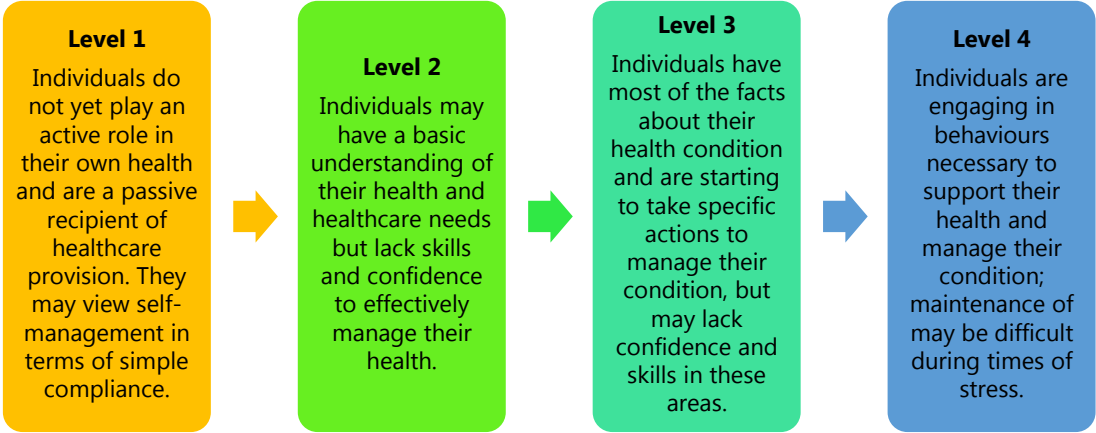 Level 1
Individuals do
not yet play an
active role in
their own health
and are a passive
recipient of
healthcare
provision. They
may view self-
management in
terms of simple
compliance.
Level 2
Individuals may
have a basic
understanding of
their health and
healthcare needs
but lack skills
and confidence
to effectively
manage their
health.
Level 3
Individuals have
most of the facts
about their
health condition
and are starting
to take specific
actions to
manage their
condition, but
may lack
confidence and
skills in these
areas.
Level 4
Individuals are
engaging in
behaviours
necessary to
support their
health and
manage their
condition;
maintenance of
may be difficult
during times of
stress.